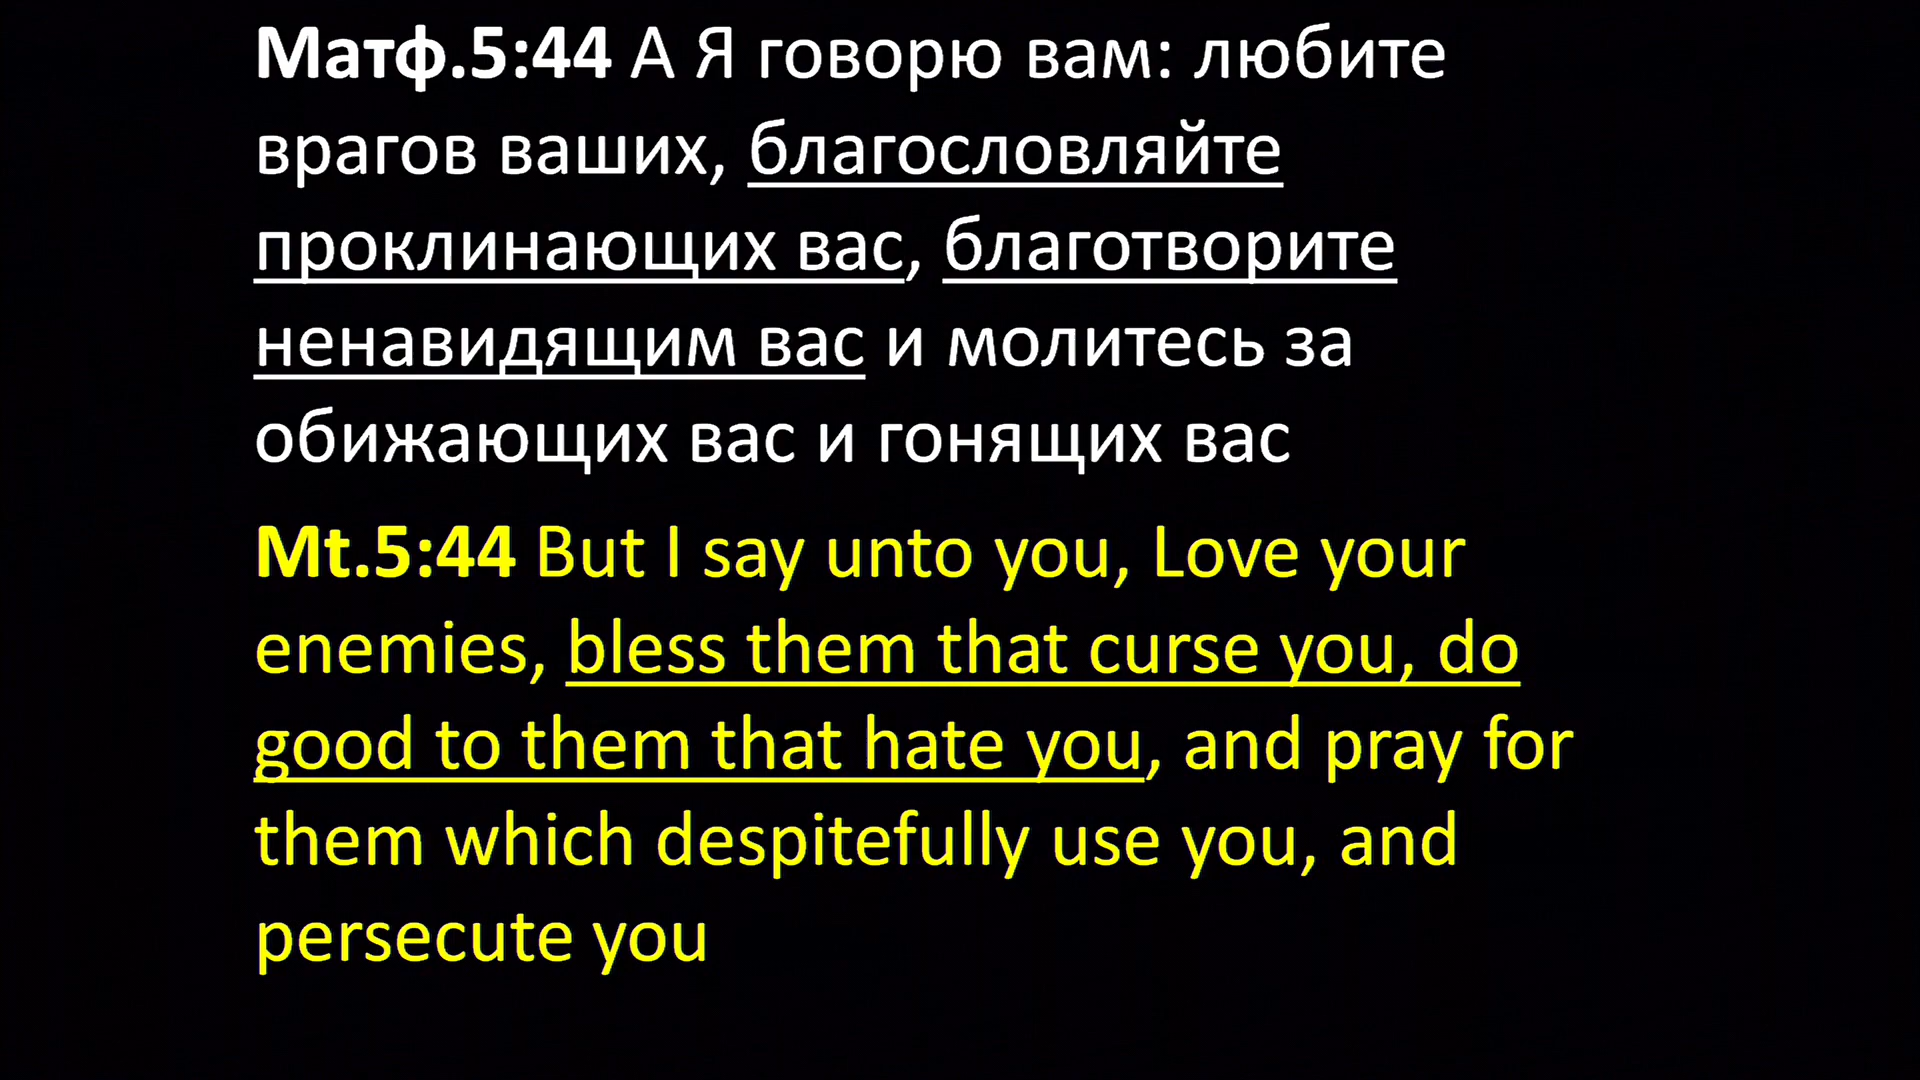 Матф.5:44 А Я говорю вам: любите
врагов ваших, благословляйте
проклинающих вас, благотворите
ненавидящим вас и молитесь за
обижающих вас и гонящих вас
Mt.5:44 But I say unto you, Love your
enemies, bless them that curse you, do
good to them that hate you, and pray for
them which despitefully use you, and
persecute you